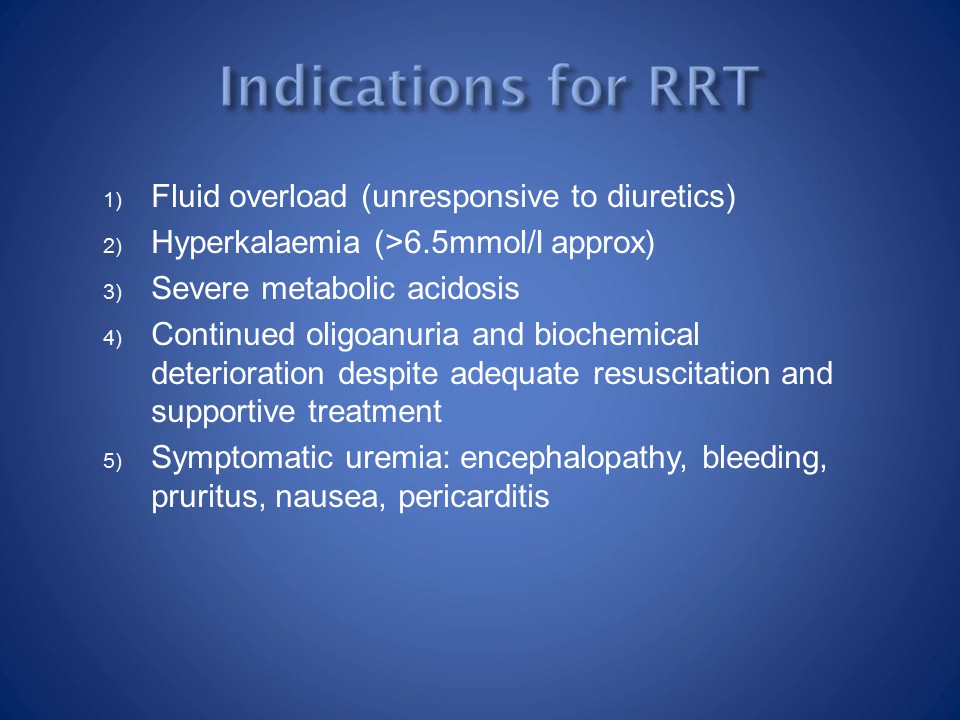 Indications for RRT
1) Fluid overload (unresponsive to diuretics)
2) Hyperkalaemia (>6.5mmol/l approx)
3) Severe metabolic acidosis
4) Continued oligoanuria and biochemical
deterioration despite adequate resuscitation and
supportive treatment
5) Symptomatic uremia: encephalopathy, bleeding,
pruritus, nausea, pericarditis